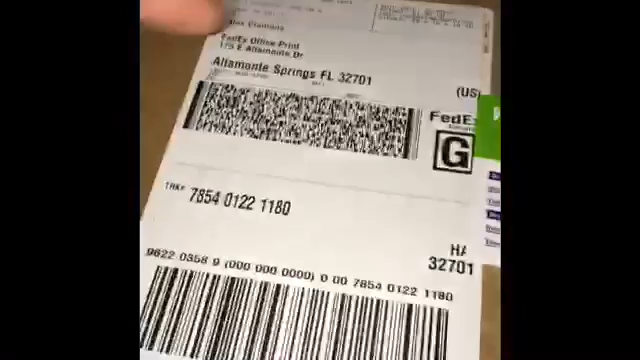 FedEx Office Print
175 E Altamonte Dr
Altamonte Springs FL 32701
(US)
FedEx
G
TRK# 7854 0122 1180
32701
9622 0358 9 (000 000 0000) 0 00 7854 0122 1180